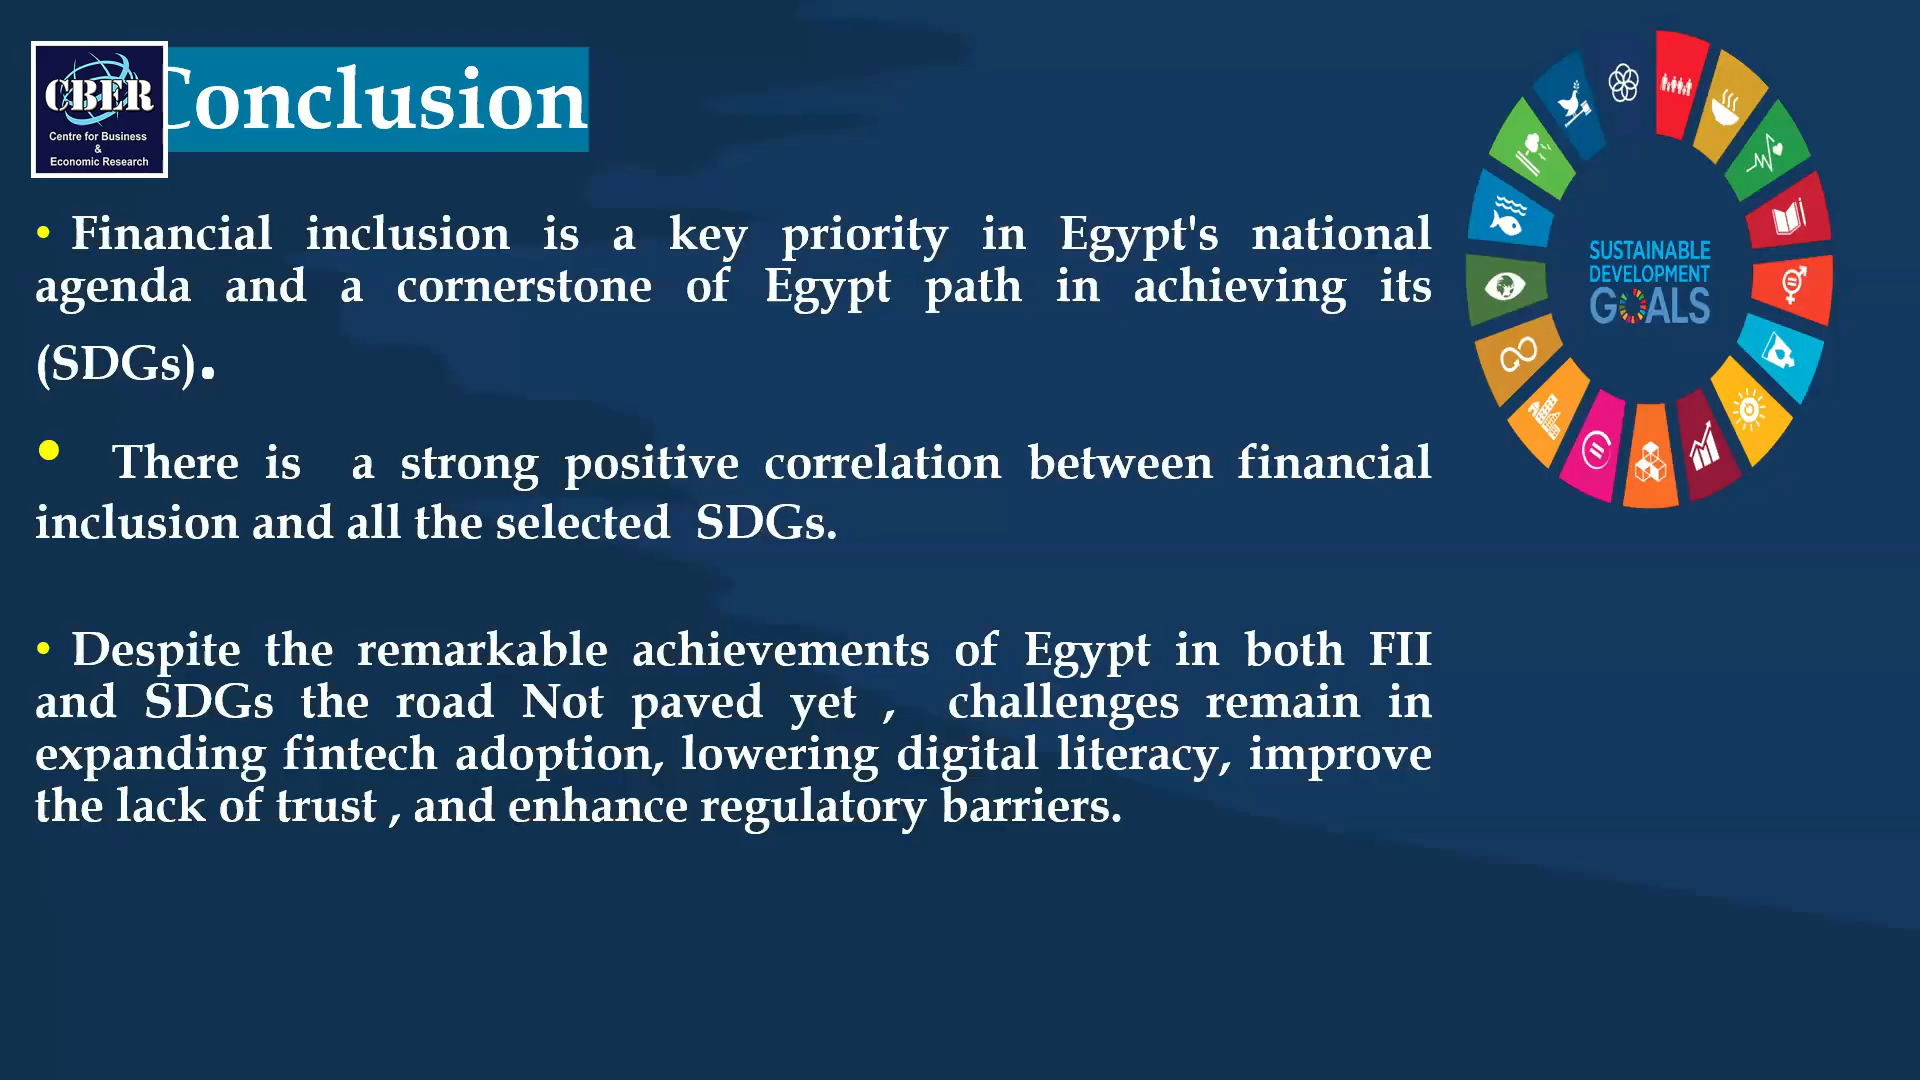 CBER
Centre for Business
&
Economic Research
Conclusion
• Financial inclusion is a key priority in Egypt's national
agenda and a cornerstone of Egypt path in achieving its
(SDGs).
• There is a strong positive correlation between financial
inclusion and all the selected SDGs.
• Despite the remarkable achievements of Egypt in both FII
and SDGs the road Not paved yet , challenges remain in
expanding fintech adoption, lowering digital literacy, improve
the lack of trust , and enhance regulatory barriers.
SUSTAINABLE
DEVELOPMENT
GOALS